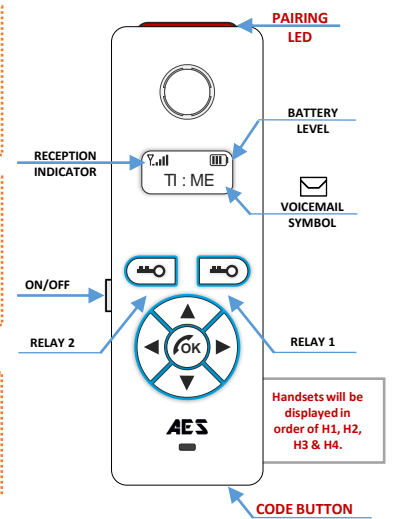 PAIRING
LED
BATTERY
LEVEL
RECEPTION
INDICATOR
TI : ME
VOICEMAIL
SYMBOL
ON/OFF
RELAY 2
RELAY 1
OK
Handsets will be
displayed in
order of H1, H2,
H3 & H4.
AES
CODE BUTTON